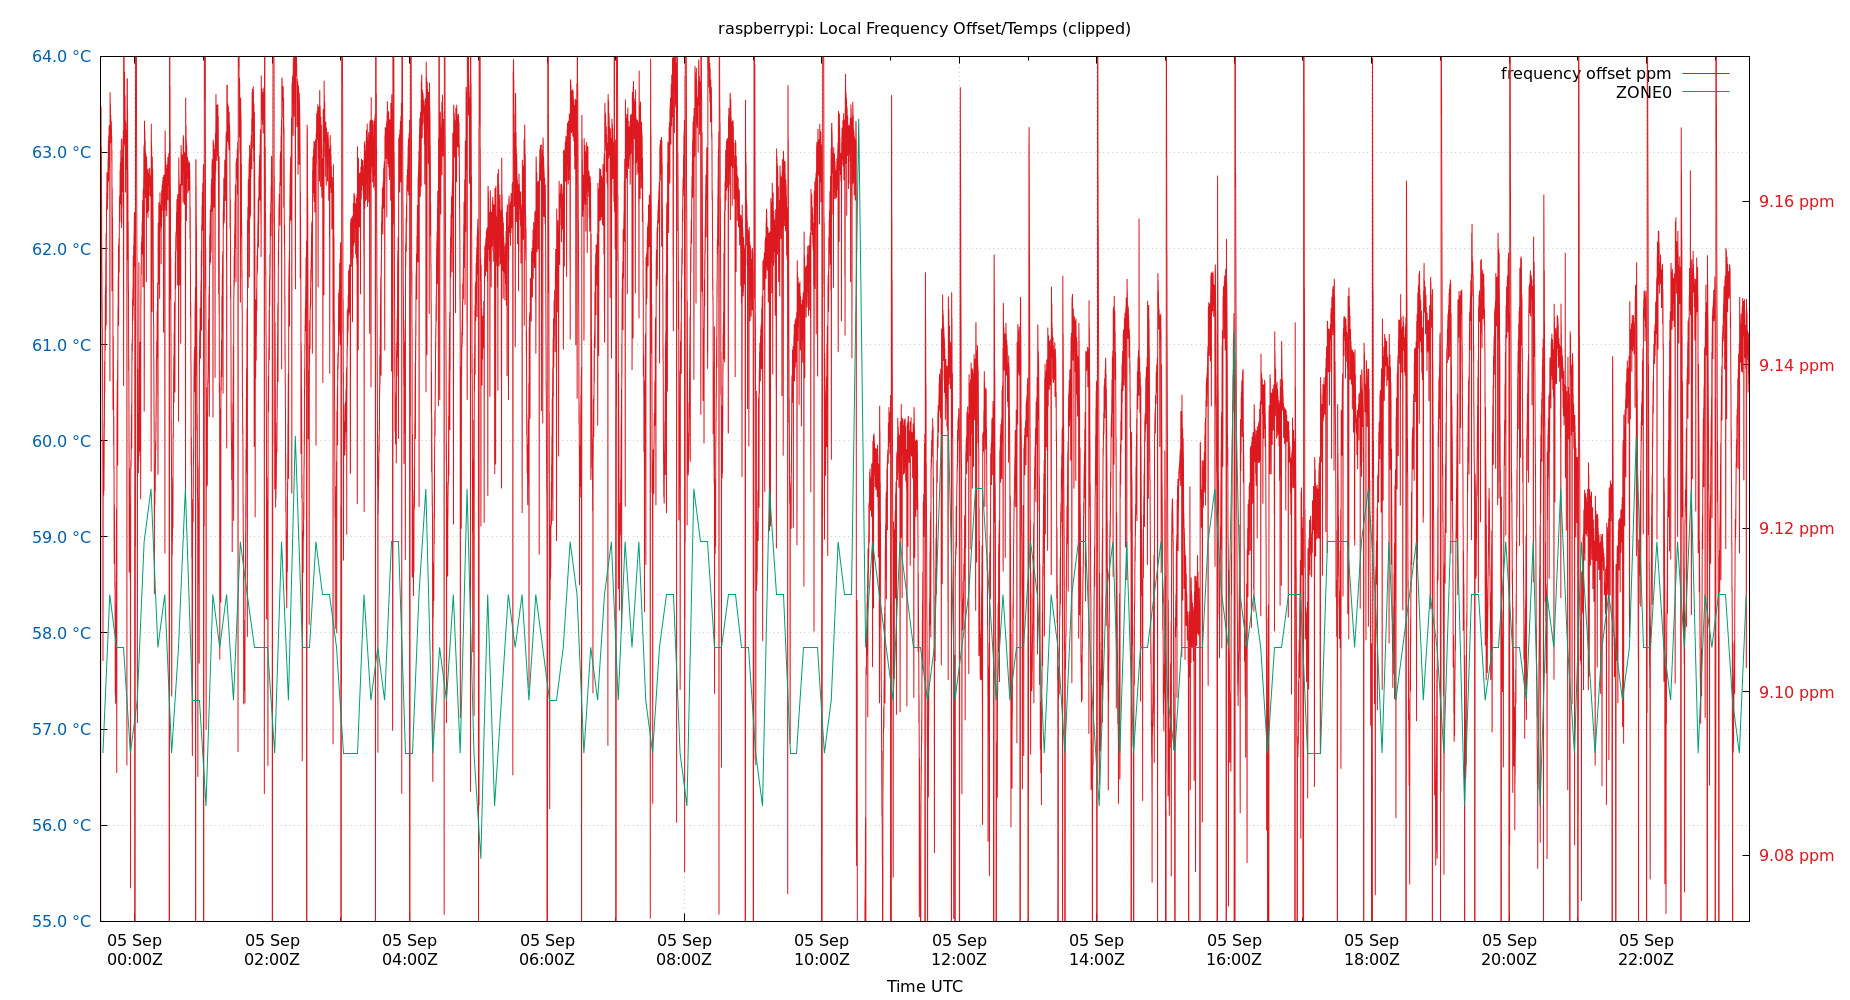 raspberrypi: Local Frequency Offset/Temps (clipped)
frequency offset ppm
ZONE0
64.0 °C
63.0 °C
62.0 °C
61.0 °C
60.0 °C
59.0 °C
58.0 °C
57.0 °C
56.0 °C
55.0 °C
9.16 ppm
9.14 ppm
9.12 ppm
9.10 ppm
9.08 ppm
05 Sep
00:00Z
05 Sep
02:00Z
05 Sep
04:00Z
05 Sep
06:00Z
05 Sep
08:00Z
05 Sep
10:00Z
05 Sep
12:00Z
05 Sep
14:00Z
05 Sep
16:00Z
05 Sep
18:00Z
05 Sep
20:00Z
05 Sep
22:00Z
Time UTC